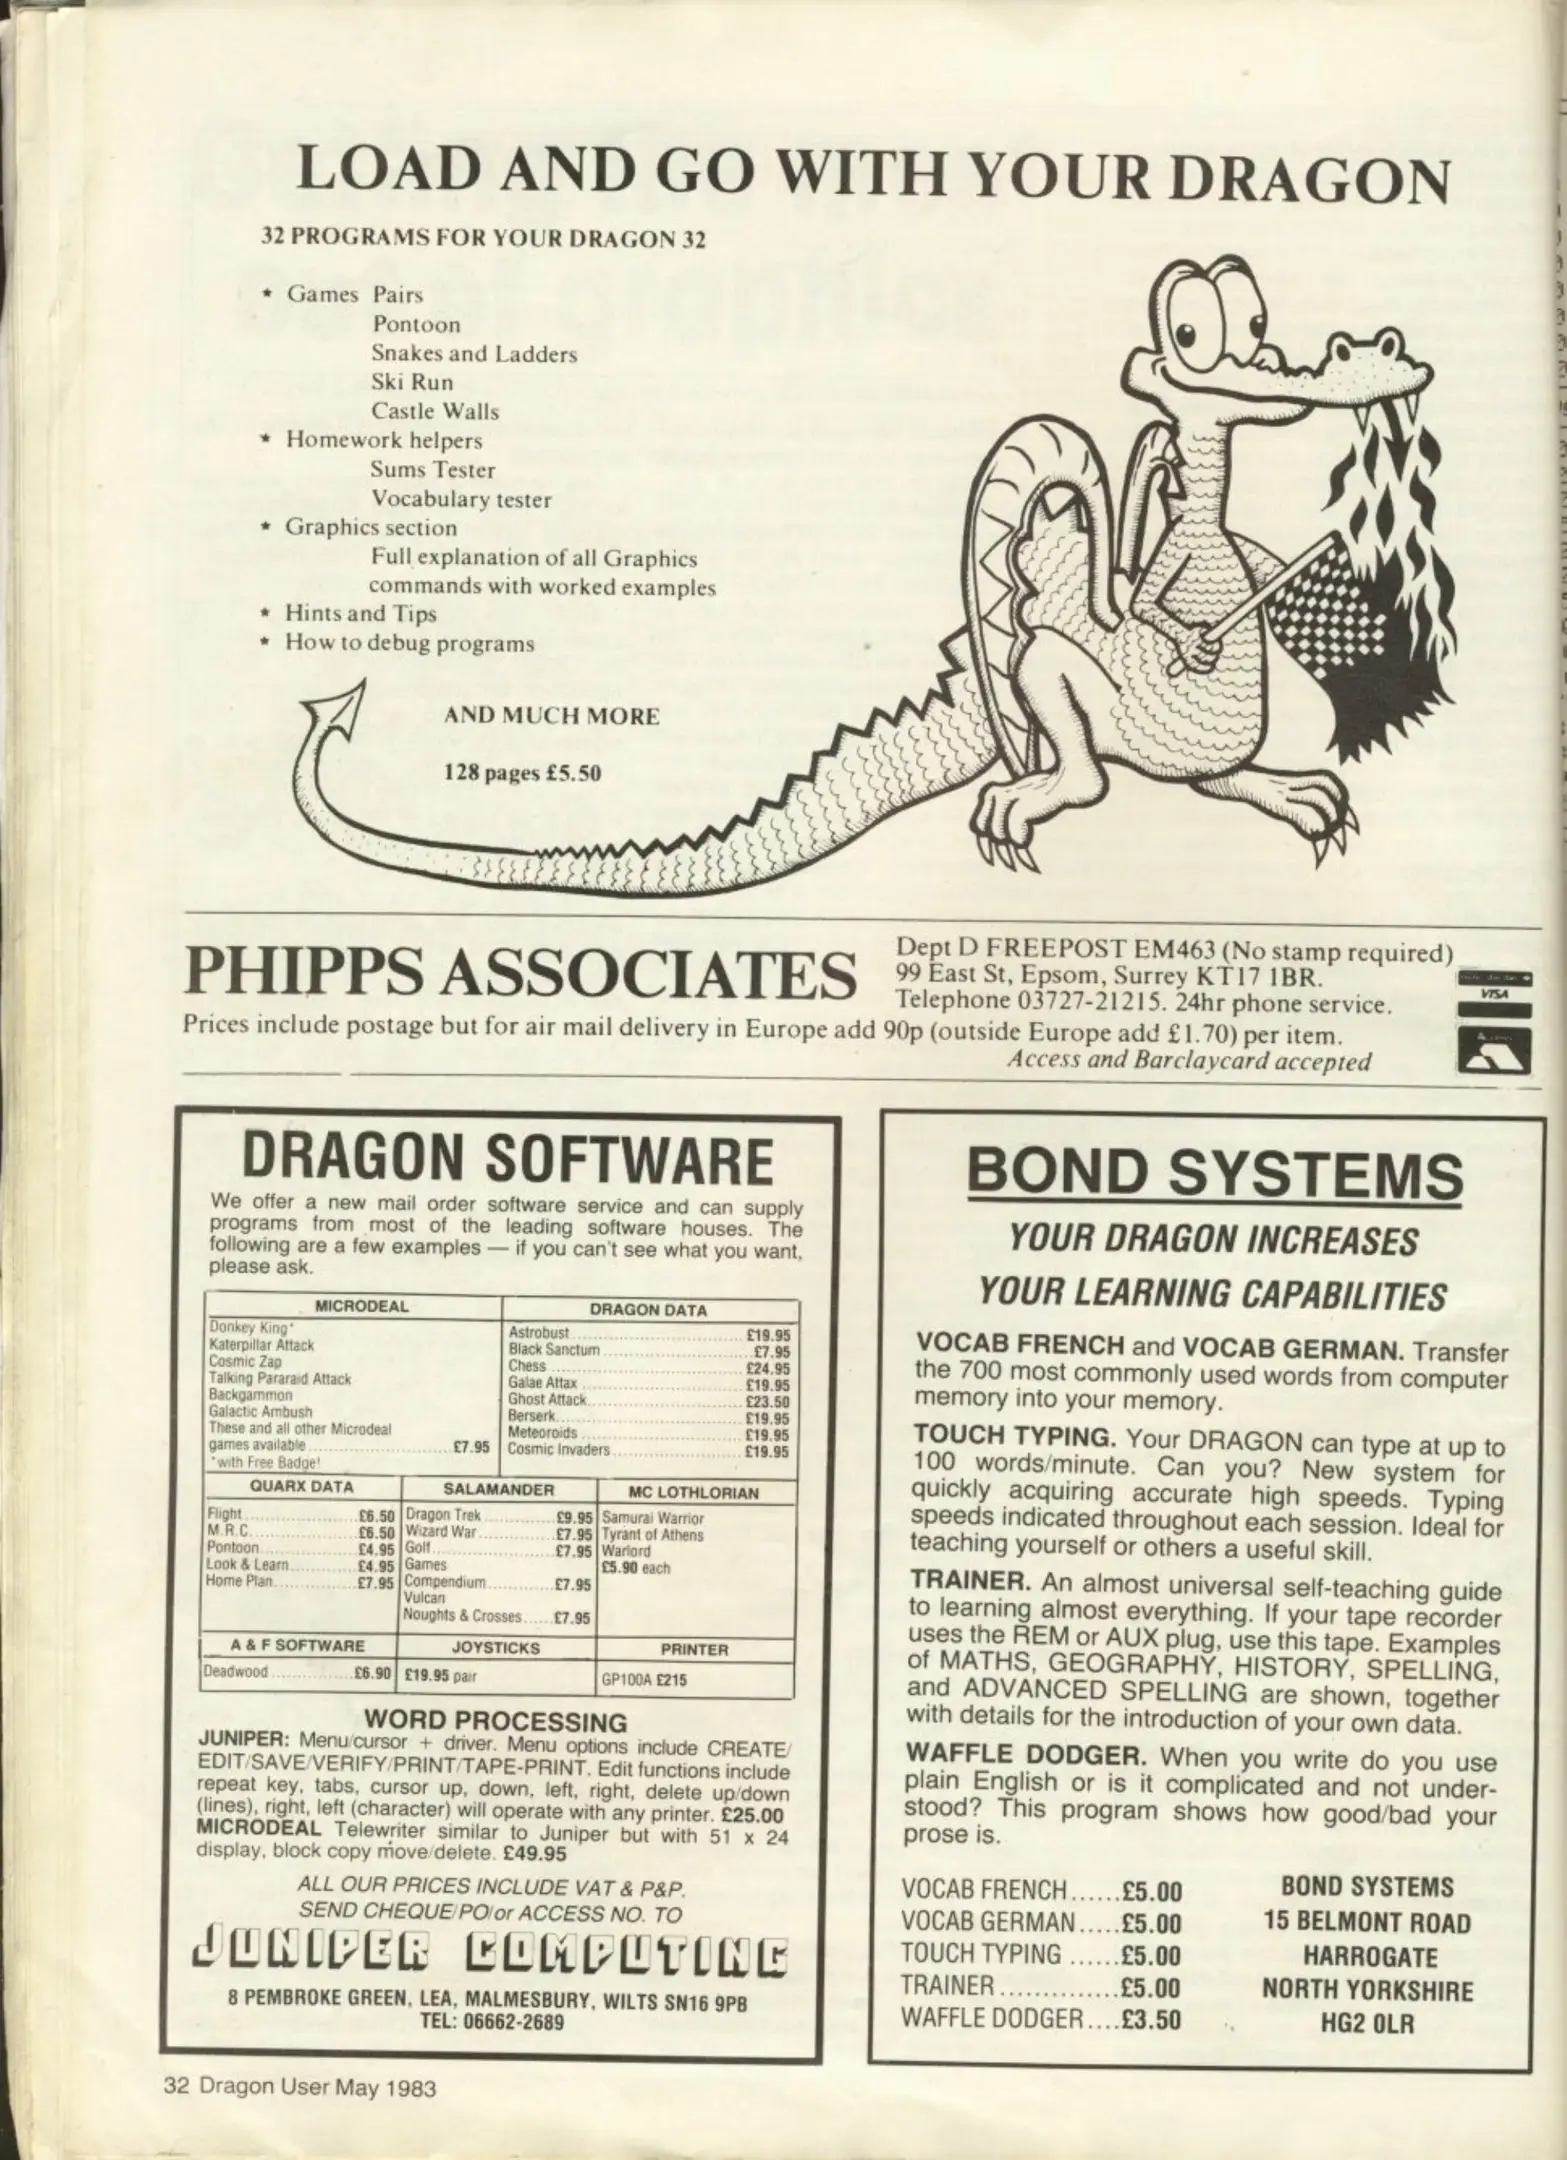 LOAD AND GO WITH YOUR DRAGON
32 PROGRAMS FOR YOUR DRAGON 32
* Games Pairs
Pontoon
Snakes and Ladders
Ski Run
Castle Walls
* Homework helpers
Sums Tester
Vocabulary tester
* Graphics section
Full explanation of all Graphics
commands with worked examples
* Hints and Tips
* How to debug programs
AND MUCH MORE
128 pages £5.50
PHIPPS ASSOCIATES
Dept D FREEPOST EM463 (No stamp required)
99 East St, Epsom, Surrey KT17 1BR.
Telephone 03727-21215. 24hr phone service.
VISA
Prices include postage but for air mail delivery in Europe add 90p (outside Europe add £1.70) per item.
Access and Barclaycard accepted
DRAGON SOFTWARE
We offer a new mail order software service and can supply
programs from most of the leading software houses. The
following are a few examples — if you can't see what you want,
please ask.
MICRODEAL
Donkey King*
Katerpillar Attack
Cosmic Zap
Talking Pararaid Attack
Backgammon
Galactic Ambush
These and all other Microdeal
games available ........ £7.95
*with Free Badge!
DRAGON DATA
Astrobust ........ £19.95
Black Sanctum ........ £7.95
Chess ........ £24.95
Galae Attax ........ £19.95
Ghost Attack ........ £23.50
Berserk ........ £19.95
Meteoroids ........ £19.95
Cosmic Invaders ........ £19.95
QUARX DATA
Flight ........ £6.50
M.R.C. ........ £6.50
Pontoon ........ £4.95
Look & Learn ........ £4.95
Home Plan ........ £7.95
SALAMANDER
Dragon Trek ........ £9.95
Wizard War ........ £7.95
Golf ........ £7.95
Games
Compendium ........ £7.95
Vulcan
Noughts & Crosses ...... £7.95
MC LOTHLORIAN
Samurai Warrior
Tyrant of Athens
Warlord
£5.90 each
A & F SOFTWARE
Deadwood ........ £6.90
JOYSTICKS
£19.95 pair
PRINTER
GP100A £215
WORD PROCESSING
JUNIPER: Menu/cursor + driver. Menu options include CREATE/
EDIT/SAVE/VERIFY/PRINT/TAPE-PRINT. Edit functions include
repeat key, tabs, cursor up, down, left, right, delete up/down
(lines), right, left (character) will operate with any printer. £25.00
MICRODEAL Telewriter similar to Juniper but with 51 x 24
display, block copy move/delete. £49.95
ALL OUR PRICES INCLUDE VAT & P&P.
SEND CHEQUE/PO/or ACCESS NO. TO
JUNIPER COMPUTING
8 PEMBROKE GREEN, LEA, MALMESBURY, WILTS SN16 9PB
TEL: 06662-2689
BOND SYSTEMS
YOUR DRAGON INCREASES
YOUR LEARNING CAPABILITIES
VOCAB FRENCH and VOCAB GERMAN. Transfer
the 700 most commonly used words from computer
memory into your memory.
TOUCH TYPING. Your DRAGON can type at up to
100 words/minute. Can you? New system for
quickly acquiring accurate high speeds. Typing
speeds indicated throughout each session. Ideal for
teaching yourself or others a useful skill.
TRAINER. An almost universal self-teaching guide
to learning almost everything. If your tape recorder
uses the REM or AUX plug, use this tape. Examples
of MATHS, GEOGRAPHY, HISTORY, SPELLING,
and ADVANCED SPELLING are shown, together
with details for the introduction of your own data.
WAFFLE DODGER. When you write do you use
plain English or is it complicated and not under-
stood? This program shows how good/bad your
prose is.
VOCAB FRENCH ...... £5.00
VOCAB GERMAN ..... £5.00
TOUCH TYPING ...... £5.00
TRAINER .............. £5.00
WAFFLE DODGER .... £3.50
BOND SYSTEMS
15 BELMONT ROAD
HARROGATE
NORTH YORKSHIRE
HG2 0LR
32 Dragon User May 1983